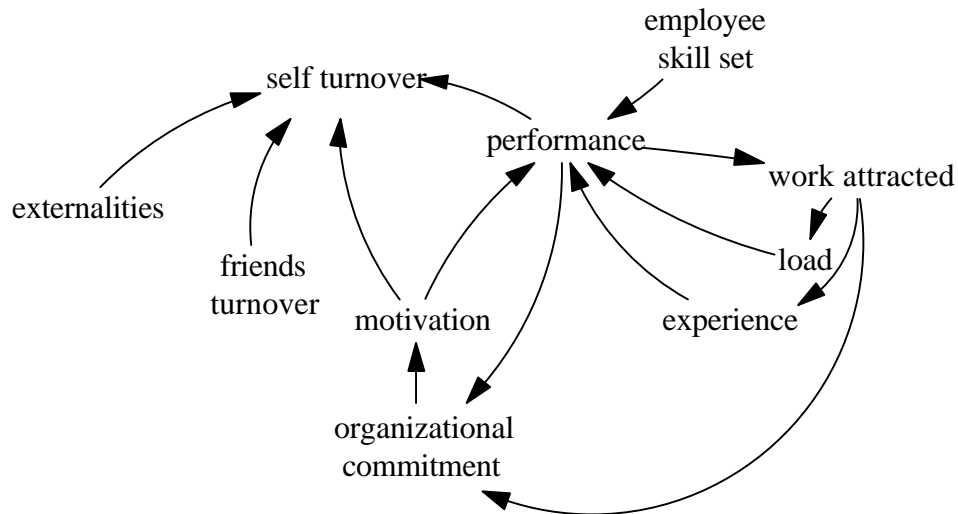 employee
skill set
self turnover
performance
work attracted
externalities
friends
turnover
load
motivation
experience
organizational
commitment